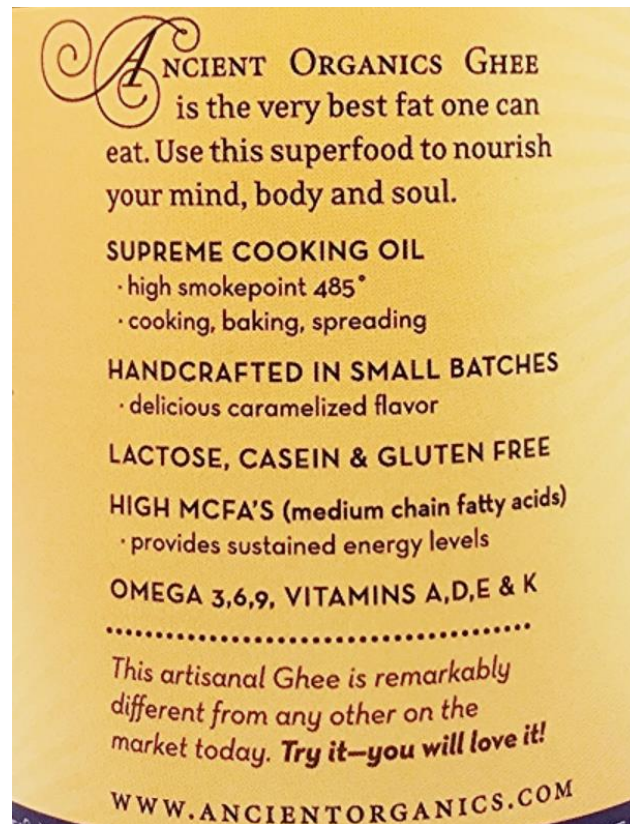 ANCIENT ORGANICS GHEE
is the very best fat one can
eat. Use this superfood to nourish
your mind, body and soul.
SUPREME COOKING OIL
· high smokepoint 485°
· cooking, baking, spreading
HANDCRAFTED IN SMALL BATCHES
· delicious caramelized flavor
LACTOSE, CASEIN & GLUTEN FREE
HIGH MCFA'S (medium chain fatty acids)
· provides sustained energy levels
OMEGA 3,6,9, VITAMINS A,D,E & K
This artisanal Ghee is remarkably
different from any other on the
market today. Try it—you will love it!
WWW.ANCIENTORGANICS.COM